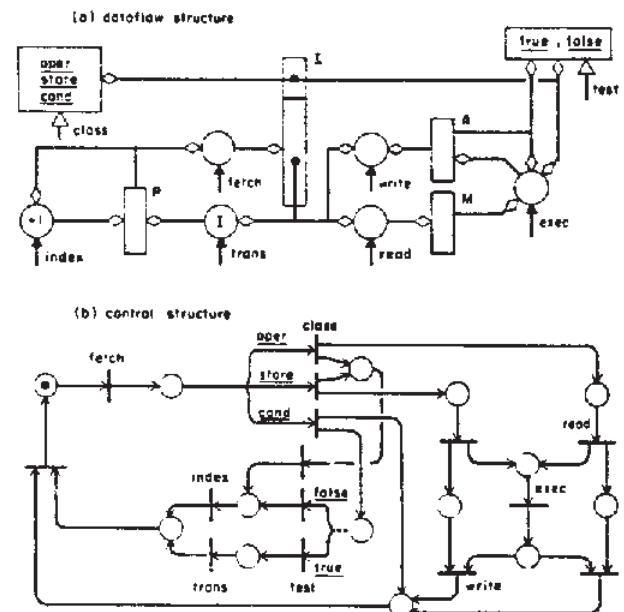 (a) dataflow structure
oper
store
cond
class
I
true , false
test
fetch
write
A
+1
P
I
M
index
trans
read
exec
(b) control structure
class
oper
fetch
store
cond
read
index
false
exec
true
trans
test
write